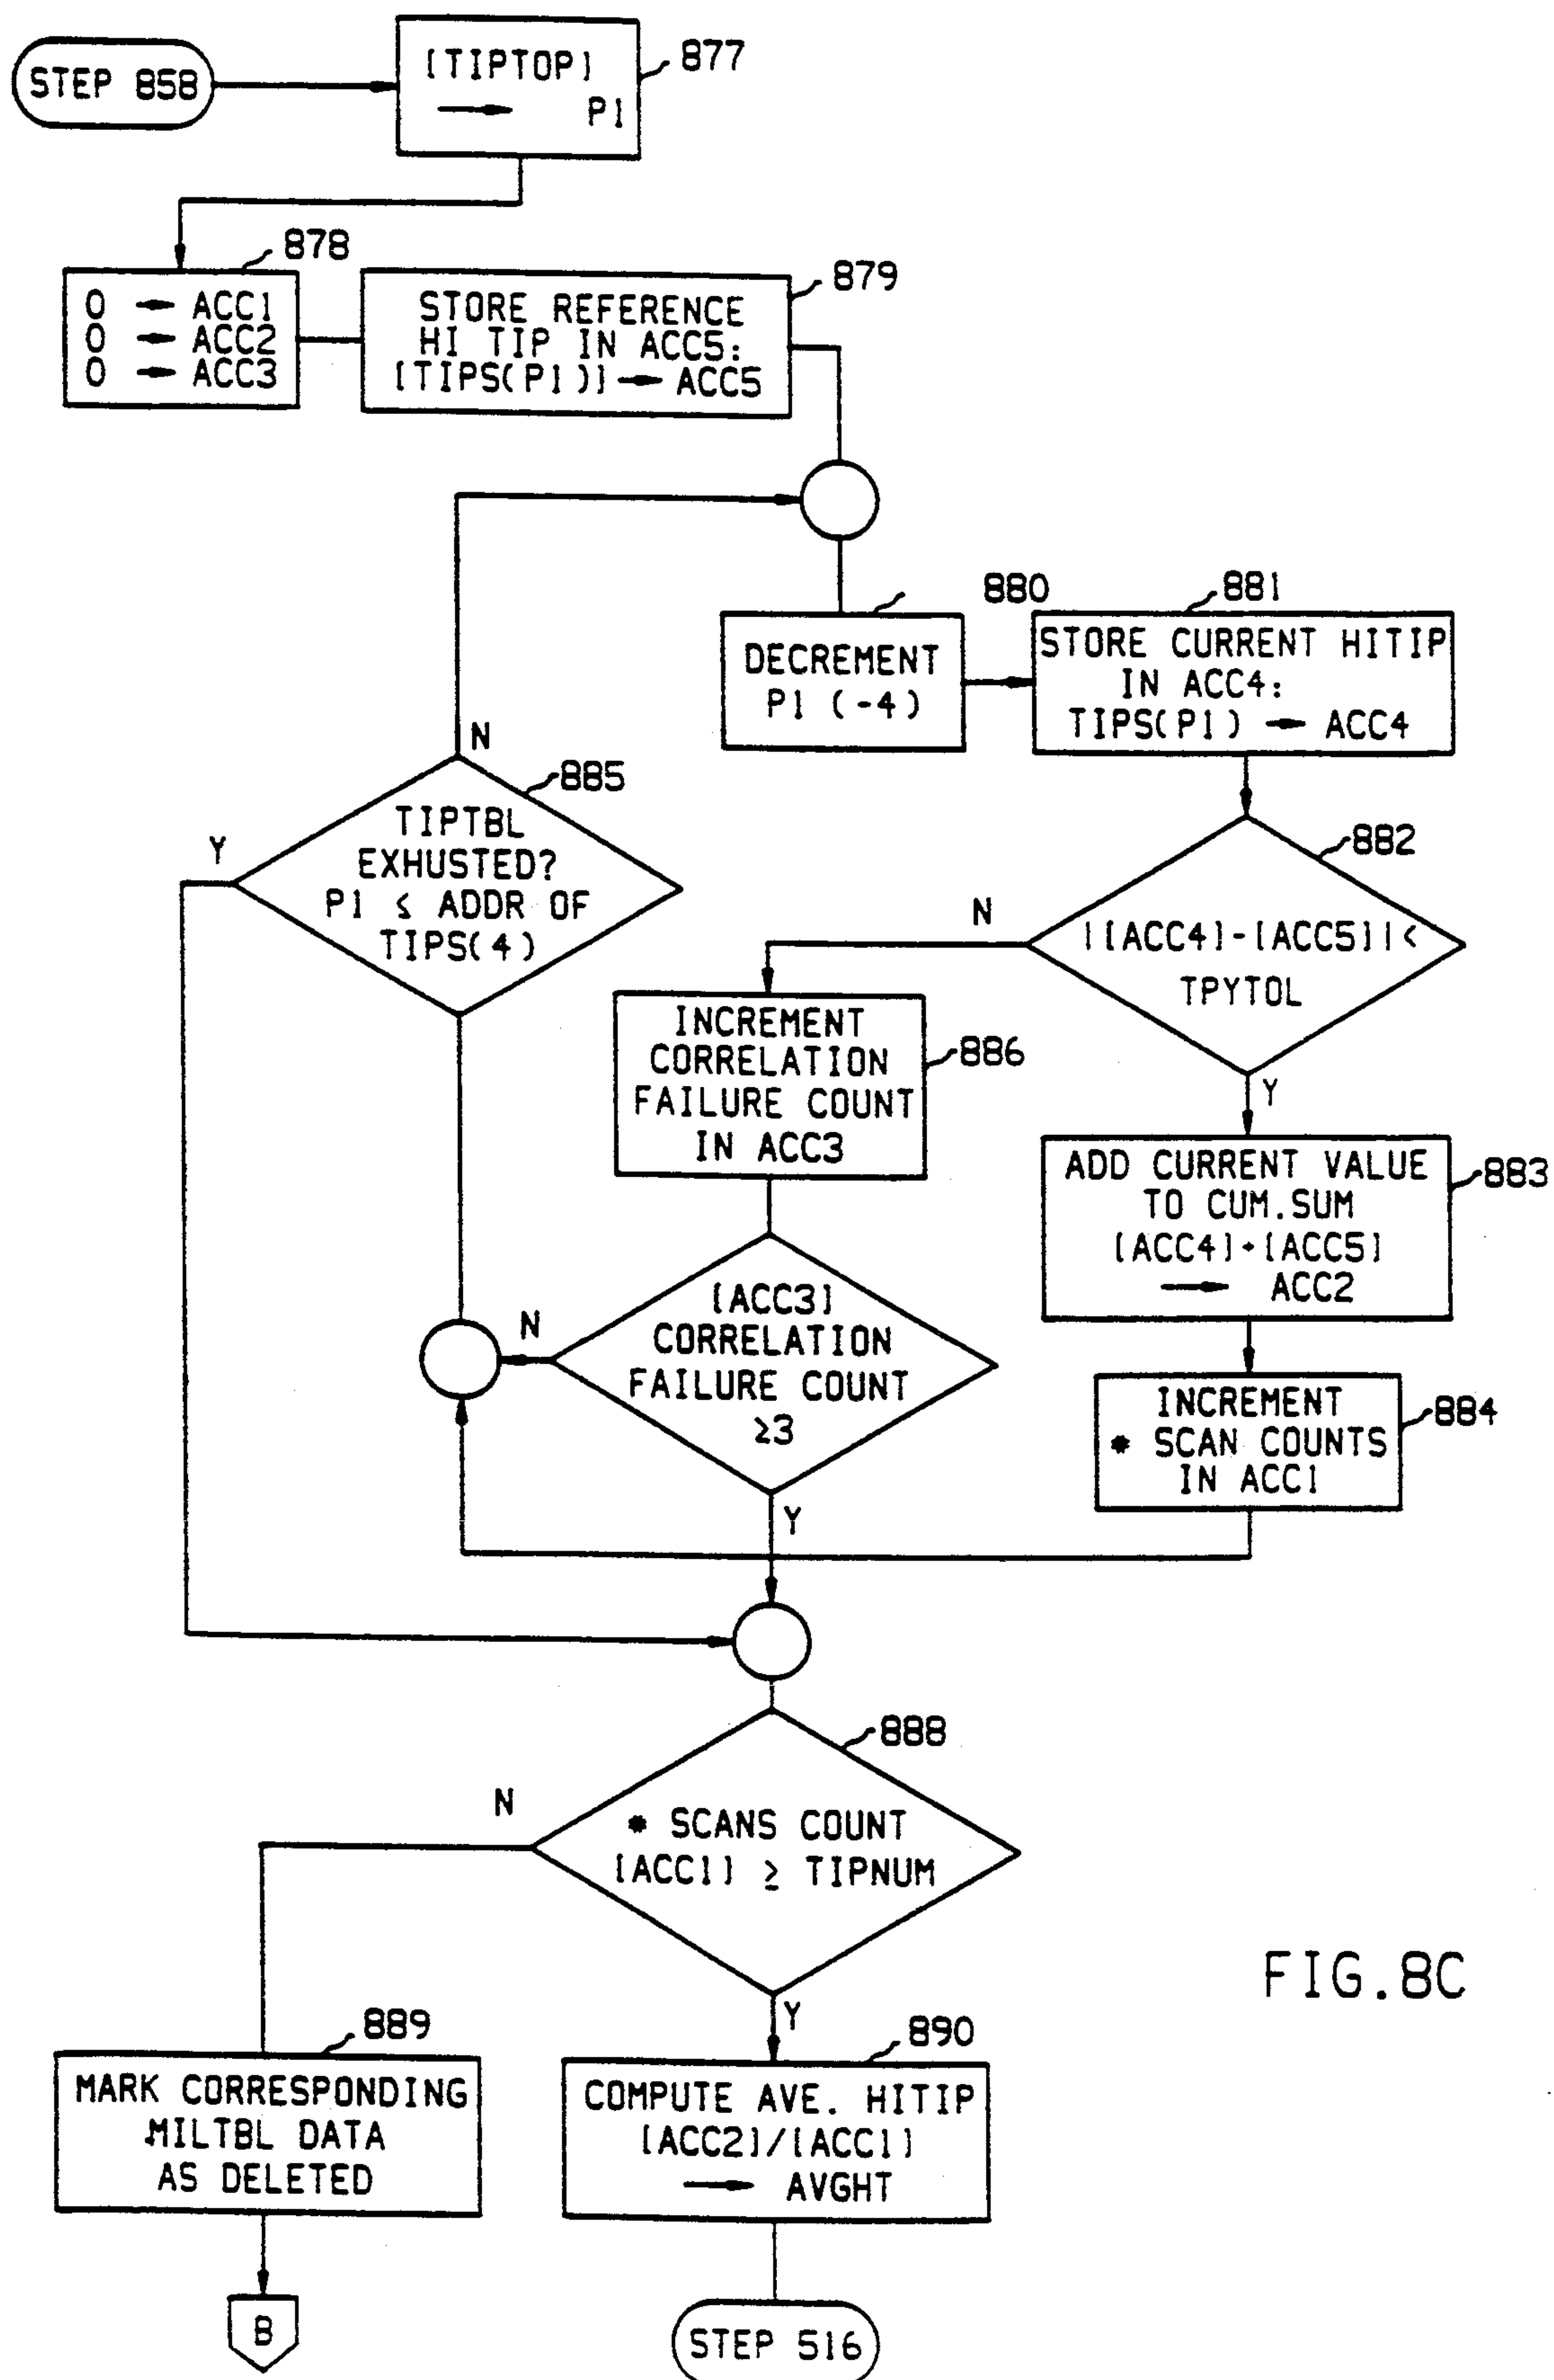 STEP 858
[TIPTOP]
→ P1
877
878
0 → ACC1
0 → ACC2
0 → ACC3
879
STORE REFERENCE
HI TIP IN ACC5:
[TIPS(P1)] → ACC5
880
DECREMENT
P1 (-4)
881
STORE CURRENT HITIP
IN ACC4:
TIPS(P1) → ACC4
N
885
TIPTBL
EXHUSTED?
P1 ≤ ADDR OF
TIPS(4)
Y
882
|[ACC4]-[ACC5]|<
TPYTOL
N
Y
INCREMENT
CORRELATION
FAILURE COUNT
IN ACC3
886
ADD CURRENT VALUE
TO CUM.SUM
[ACC4]+[ACC5]
→ ACC2
883
[ACC3]
CORRELATION
FAILURE COUNT
≥3
N
Y
INCREMENT
* SCAN COUNTS
IN ACC1
884
888
* SCANS COUNT
[ACC1] ≥ TIPNUM
N
Y
889
MARK CORRESPONDING
MILTBL DATA
AS DELETED
890
COMPUTE AVE. HITIP
[ACC2]/[ACC1]
→ AVGHT
B
STEP 516
FIG.8C